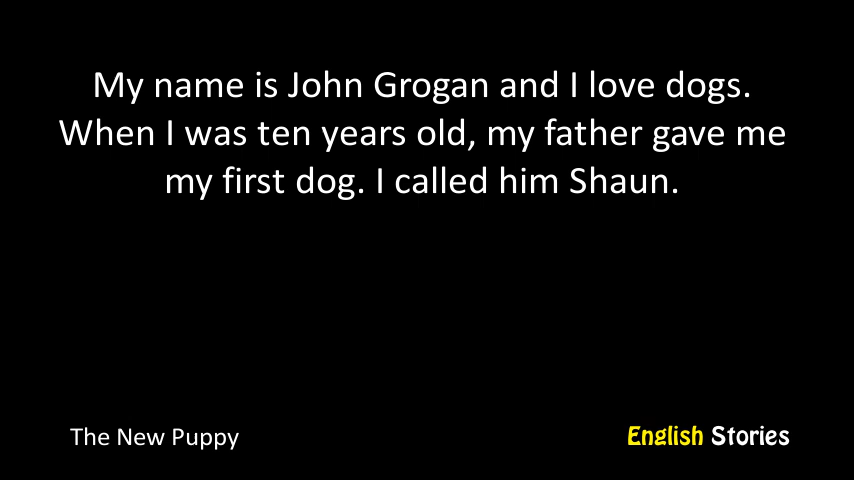 My name is John Grogan and I love dogs.
When I was ten years old, my father gave me
my first dog. I called him Shaun.
The New Puppy
English Stories